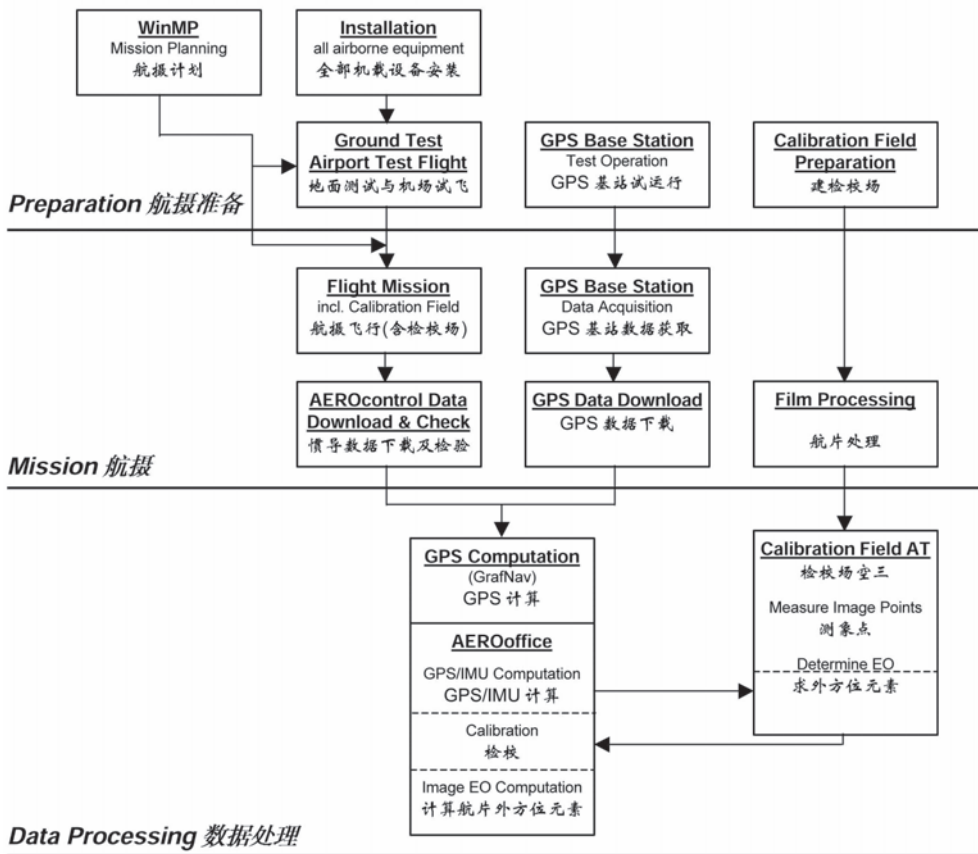 WinMP
Mission Planning
航摄计划
Installation
all airborne equipment
全部机载设备安装
Ground Test
Airport Test Flight
地面测试与机场试飞
GPS Base Station
Test Operation
GPS 基站试运行
Calibration Field
Preparation
建检校场
Preparation 航摄准备
Flight Mission
incl. Calibration Field
航摄飞行(含检校场)
GPS Base Station
Data Acquisition
GPS 基站数据获取
AEROcontrol Data
Download & Check
惯导数据下载及检验
GPS Data Download
GPS 数据下载
Film Processing
航片处理
Mission 航摄
GPS Computation
(GrafNav)
GPS 计算
AEROoffice
GPS/IMU Computation
GPS/IMU 计算
Calibration
检校
Image EO Computation
计算航片外方位元素
Calibration Field AT
检校场空三
Measure Image Points
测象点
Determine EO
求外方位元素
Data Processing 数据处理